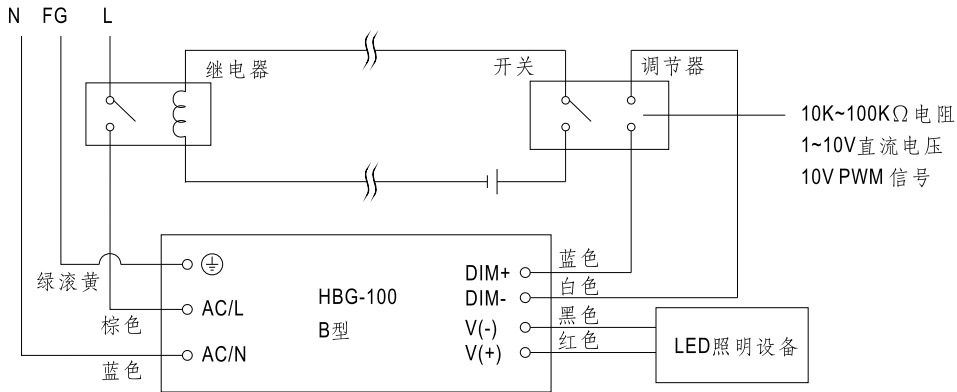 N FG L
继电器
开关
调节器
10K~100KΩ电阻
1~10V直流电压
10V PWM 信号
绿滚黄
棕色
蓝色
AC/L
AC/N
HBG-100
B型
DIM+
DIM-
V(-)
V(+)
蓝色
白色
黑色
红色
LED照明设备